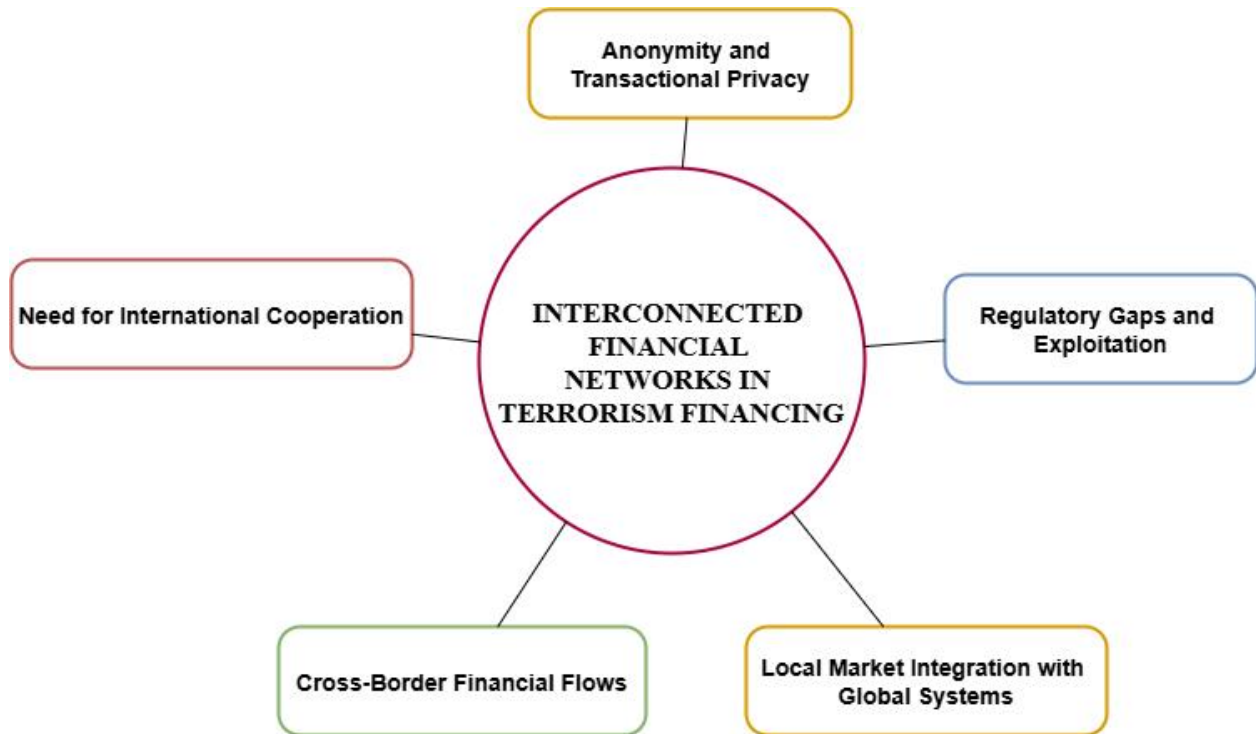 Anonymity and
Transactional Privacy
Need for International Cooperation
INTERCONNECTED
FINANCIAL
NETWORKS IN
TERRORISM FINANCING
Regulatory Gaps and
Exploitation
Cross-Border Financial Flows
Local Market Integration with
Global Systems